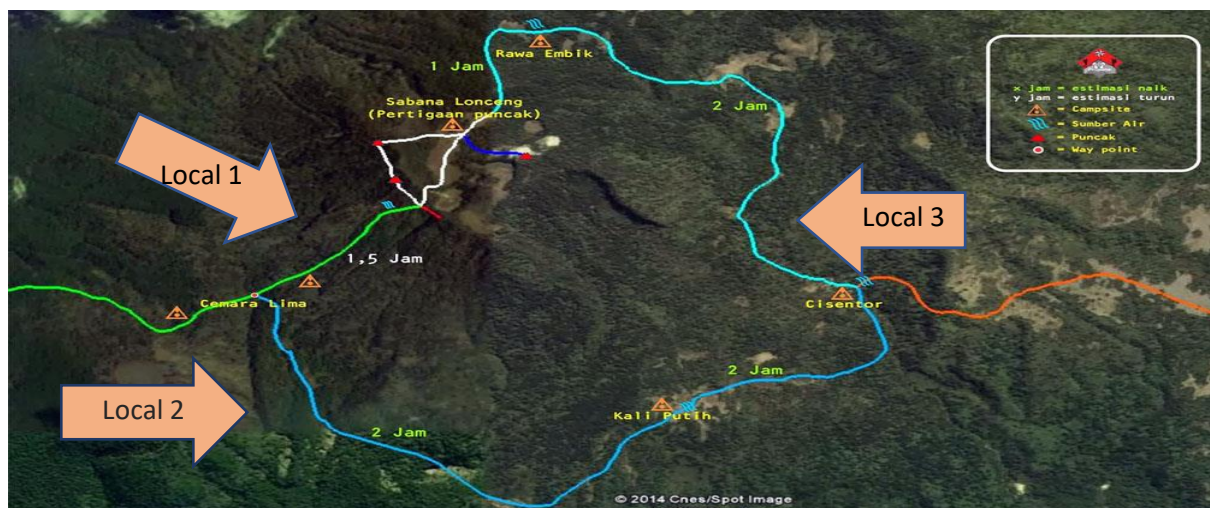 Rawa Embik
1 Jam
Sabana Lonceng
(Pertigaan puncak)
2 Jam
x jam = estimasi naik
y jam = estimasi turun
= Campsite
= Sumber Air
= Puncak
= Way point
Local 1
Local 3
1,5 Jam
Cemara Lima
Cisentor
2 Jam
Local 2
Kali Putih
2 Jam
© 2014 Cnes/Spot Image